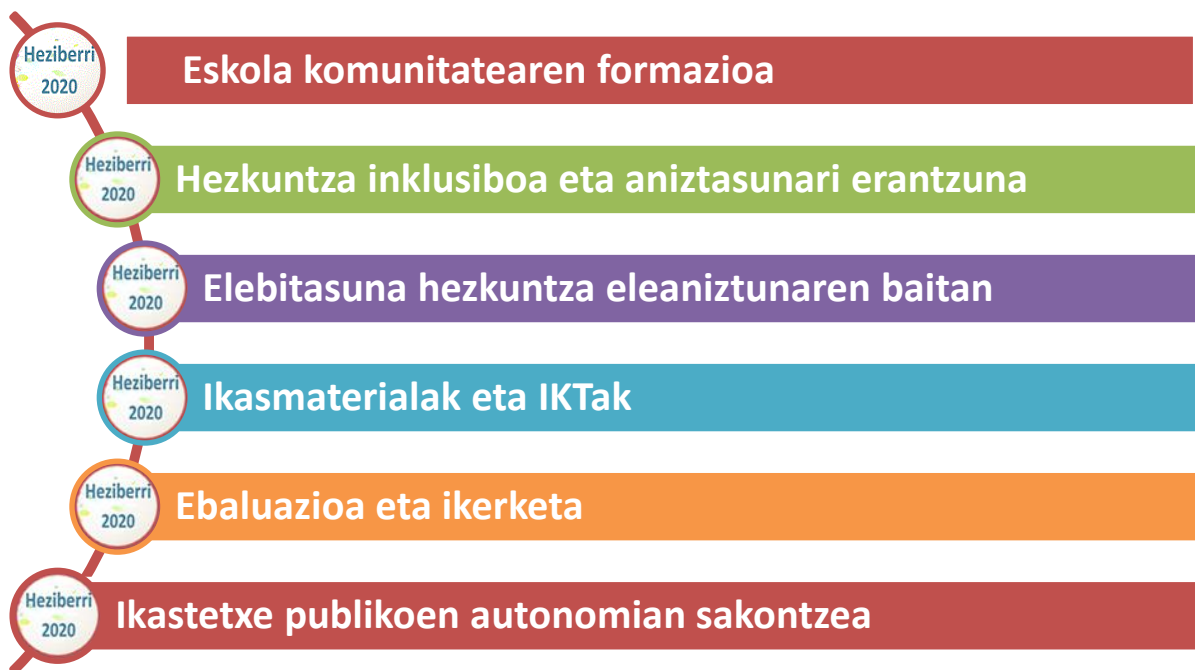 Heziberri
2020
Eskola komunitatearen formazioa
Heziberri
2020
Hezkuntza inklusiboa eta aniztasunari erantzuna
Heziberri
2020
Elebitasuna hezkuntza eleaniztunaren baitan
Heziberri
2020
Ikasmaterialak eta IKTak
Heziberri
2020
Ebaluazioa eta ikerketa
Heziberri
2020
Ikastetxe publikoen autonomian sakontzea